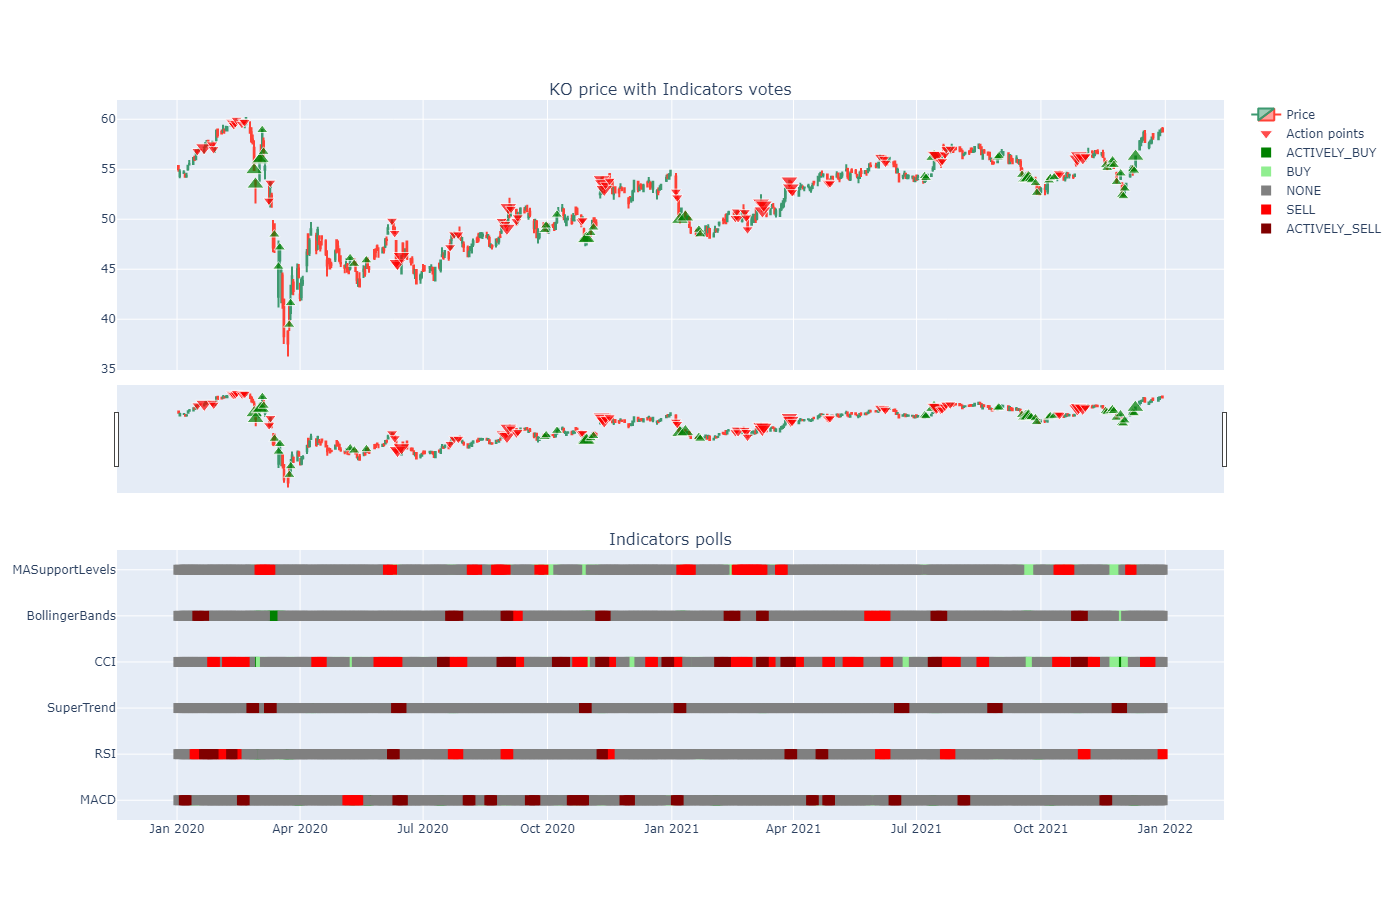 KO price with Indicators votes
60
55
50
45
40
35
Price
Action points
ACTIVELY_BUY
BUY
NONE
SELL
ACTIVELY_SELL
Indicators polls
MASupportLevels
BollingerBands
CCI
SuperTrend
RSI
MACD
Jan 2020 Apr 2020 Jul 2020 Oct 2020 Jan 2021 Apr 2021 Jul 2021 Oct 2021 Jan 2022